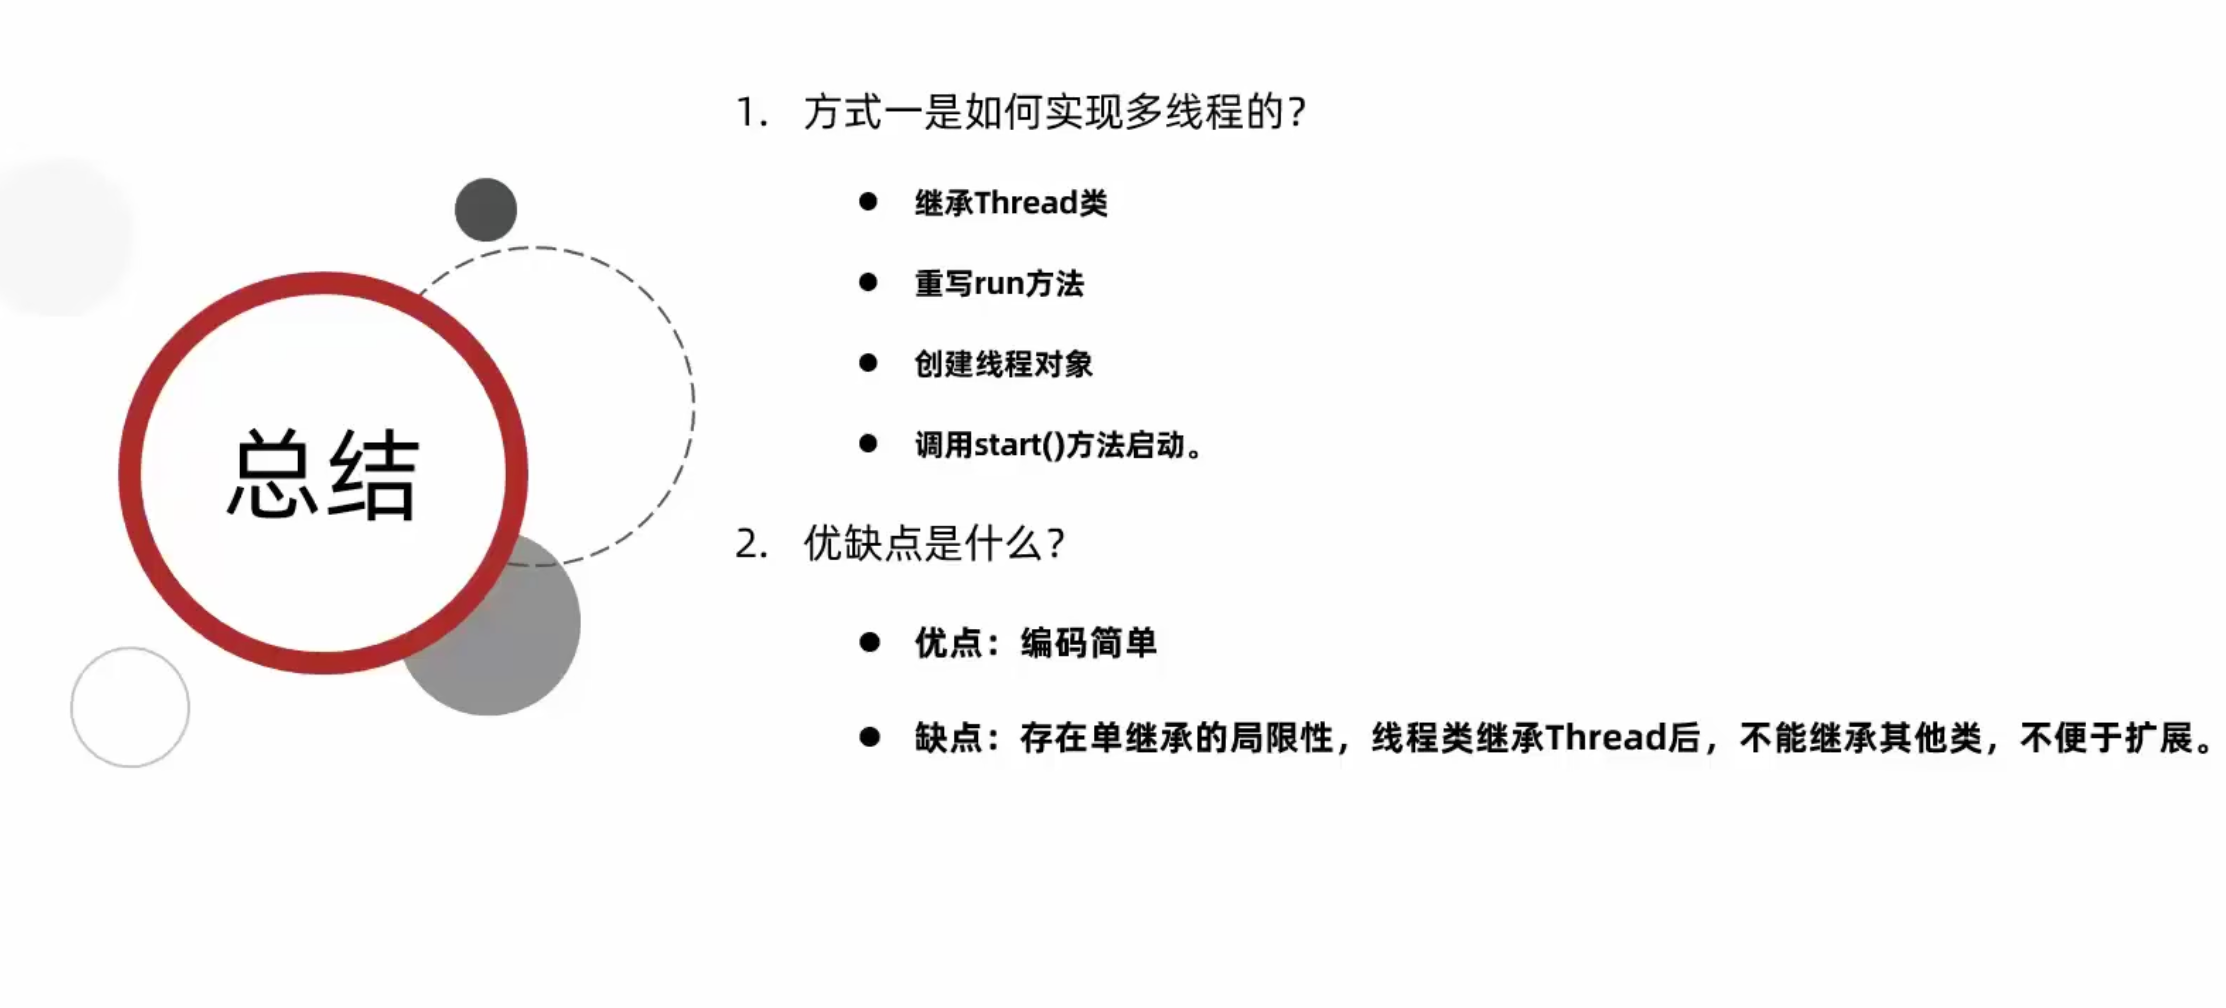 总结
1. 方式一是如何实现多线程的？
● 继承Thread类
● 重写run方法
● 创建线程对象
● 调用start()方法启动。
2. 优缺点是什么？
● 优点：编码简单
● 缺点：存在单继承的局限性，线程类继承Thread后，不能继承其他类，不便于扩展。